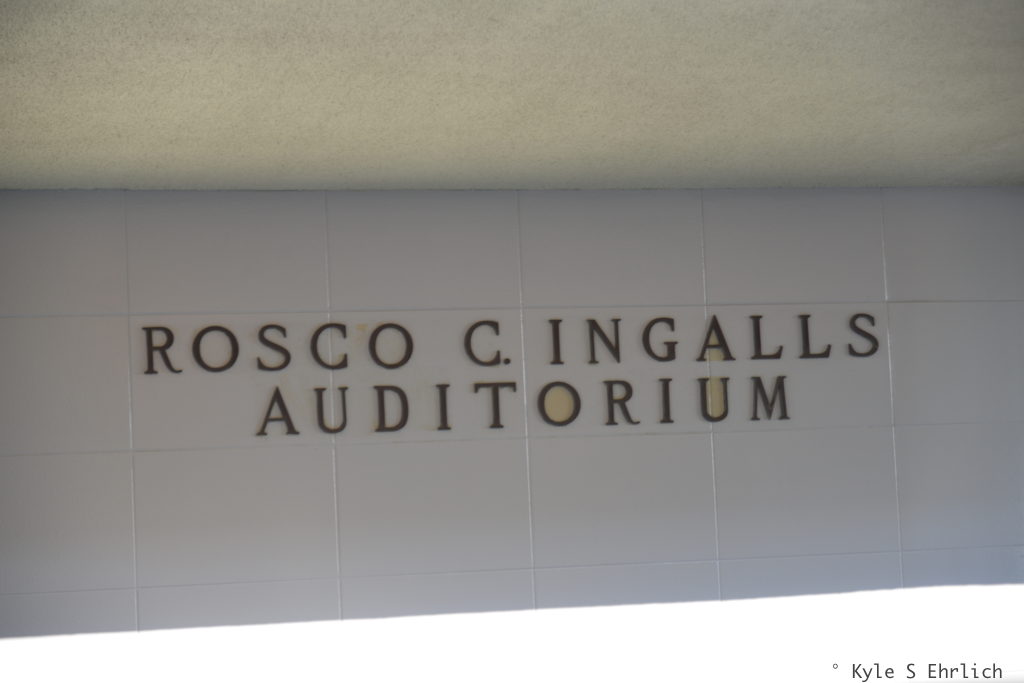 ROSCO C. INGALLS
AUDITORIUM
° Kyle S Ehrlich